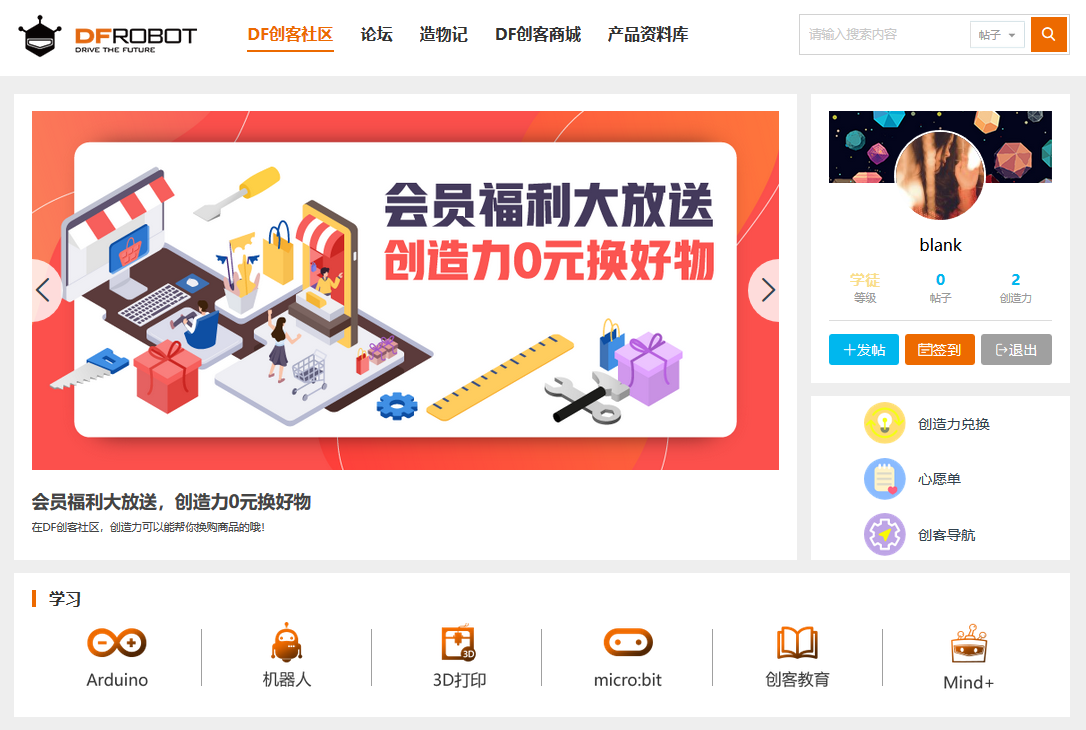 DFROBOT
DRIVE THE FUTURE
DF创客社区 论坛 造物记 DF创客商城 产品资料库
请输入搜索内容 帖子
会员福利大放送
创造力0元换好物
会员福利大放送，创造力0元换好物
在DF创客社区，创造力可以能帮你换购商品的哦！
blank
学徒 0 2
等级 帖子 创造力
＋发帖 签到 退出
创造力兑换
心愿单
创客导航
学习
3D
Arduino 机器人 3D打印 micro:bit 创客教育 Mind+